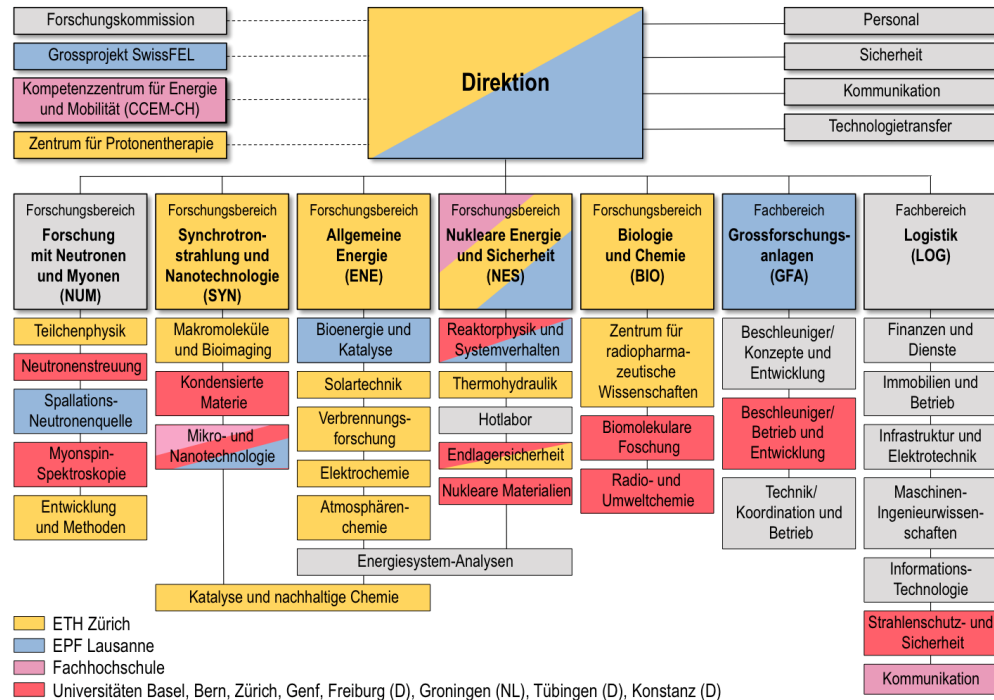 Forschungskommission
Grossprojekt SwissFEL
Kompetenzzentrum für Energie
und Mobilität (CCEM-CH)
Zentrum für Protonentherapie
Direktion
Personal
Sicherheit
Kommunikation
Technologietransfer
Forschungsbereich
Forschung
mit Neutronen
und Myonen
(NUM)
Teilchenphysik
Neutronenstreuung
Spallations-
Neutronenquelle
Myonspin-
Spektroskopie
Entwicklung
und Methoden
Forschungsbereich
Synchrotron-
strahlung und
Nanotechnologie
(SYN)
Makromoleküle
und Bioimaging
Kondensierte
Materie
Mikro- und
Nanotechnologie
Forschungsbereich
Allgemeine
Energie
(ENE)
Bioenergie und
Katalyse
Solartechnik
Verbrennungs-
forschung
Elektrochemie
Atmosphären-
chemie
Forschungsbereich
Nukleare Energie
und Sicherheit
(NES)
Reaktorphysik und
Systemverhalten
Thermohydraulik
Hotlabor
Endlagersicherheit
Nukleare Materialien
Energiesystem-Analysen
Katalyse und nachhaltige Chemie
Forschungsbereich
Biologie
und Chemie
(BIO)
Zentrum für
radiopharma-
zeutische
Wissenschaften
Biomolekulare
Foschung
Radio- und
Umweltchemie
Fachbereich
Grossforschungs-
anlagen
(GFA)
Beschleuniger/
Konzepte und
Entwicklung
Beschleuniger/
Betrieb und
Entwicklung
Technik/
Koordination und
Betrieb
Fachbereich
Logistik
(LOG)
Finanzen und
Dienste
Immobilien und
Betrieb
Infrastruktur und
Elektrotechnik
Maschinen-
Ingenieurwissen-
schaften
Informations-
Technologie
Strahlenschutz- und
Sicherheit
Kommunikation
ETH Zürich
EPF Lausanne
Fachhochschule
Universitäten Basel, Bern, Zürich, Genf, Freiburg (D), Groningen (NL), Tübingen (D), Konstanz (D)